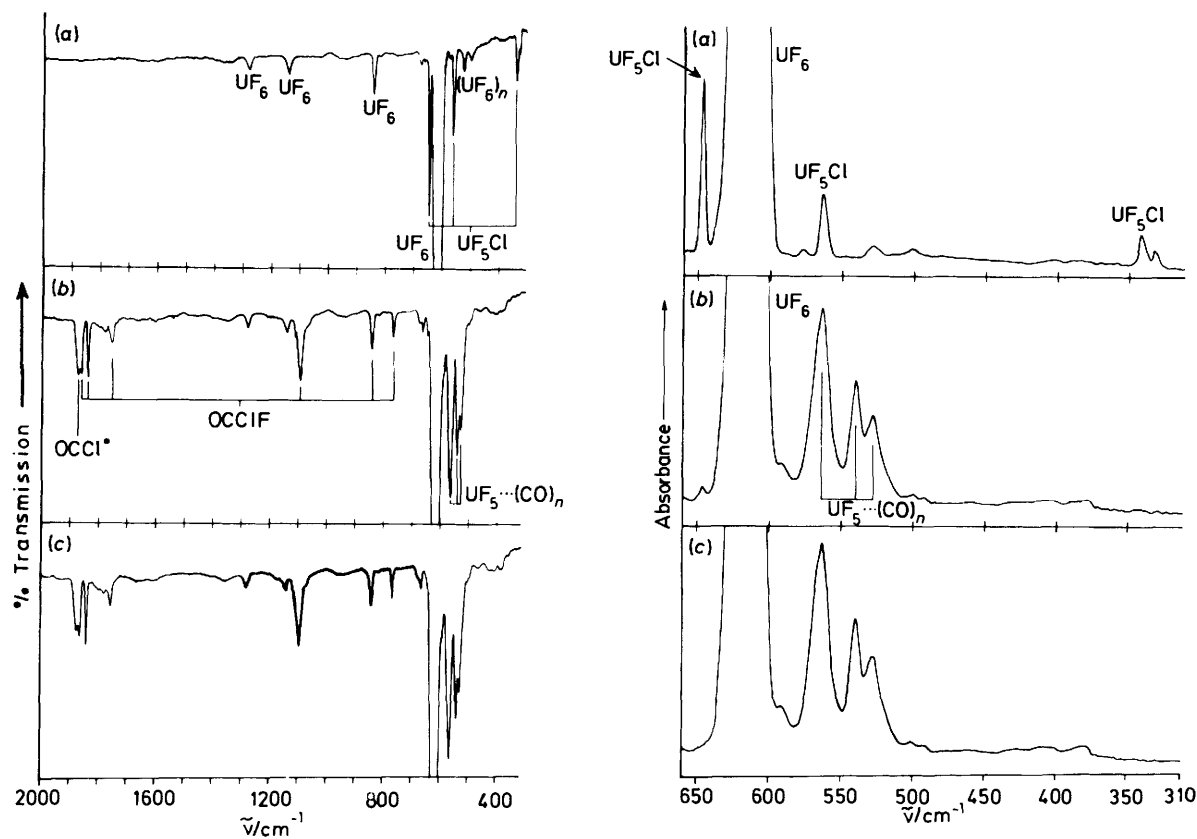 (a)
UF₆
UF₆
UF₆
(UF₆)ₙ
UF₆
UF₅Cl
(b)
OCClF
OCCl•
UF₅···(CO)ₙ
(c)
% Transmission
2000 1600 1200 800 400
ṽ/cm⁻¹
(a)
UF₅Cl
UF₆
UF₅Cl
UF₅Cl
(b)
UF₆
UF₅···(CO)ₙ
(c)
Absorbance
650 600 550 500 450 400 350 310
ṽ/cm⁻¹